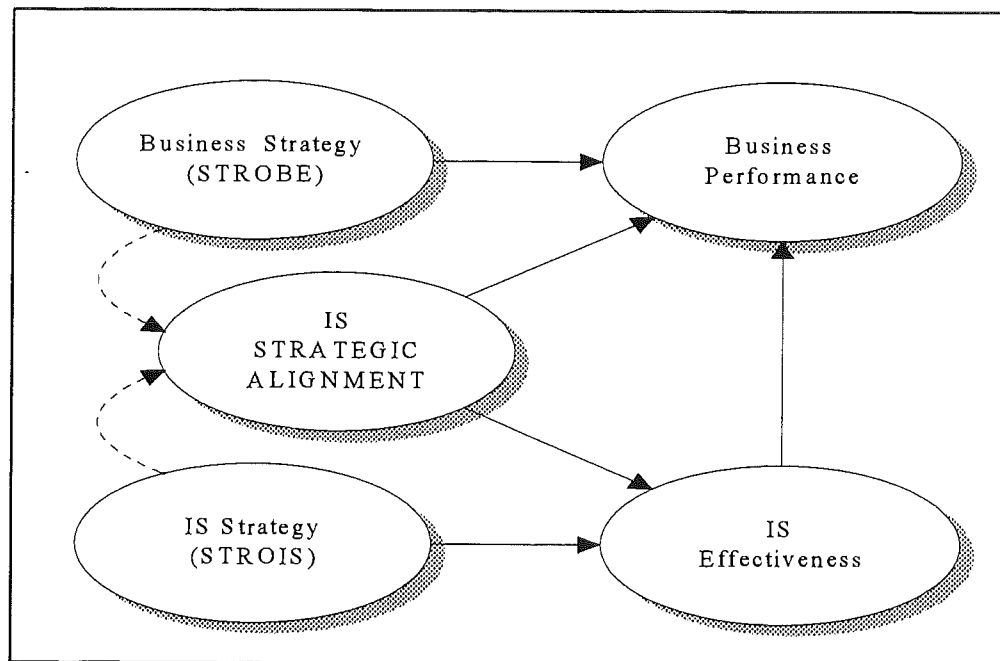 Business Strategy
(STROBE)
Business
Performance
IS
STRATEGIC
ALIGNMENT
IS Strategy
(STROIS)
IS
Effectiveness